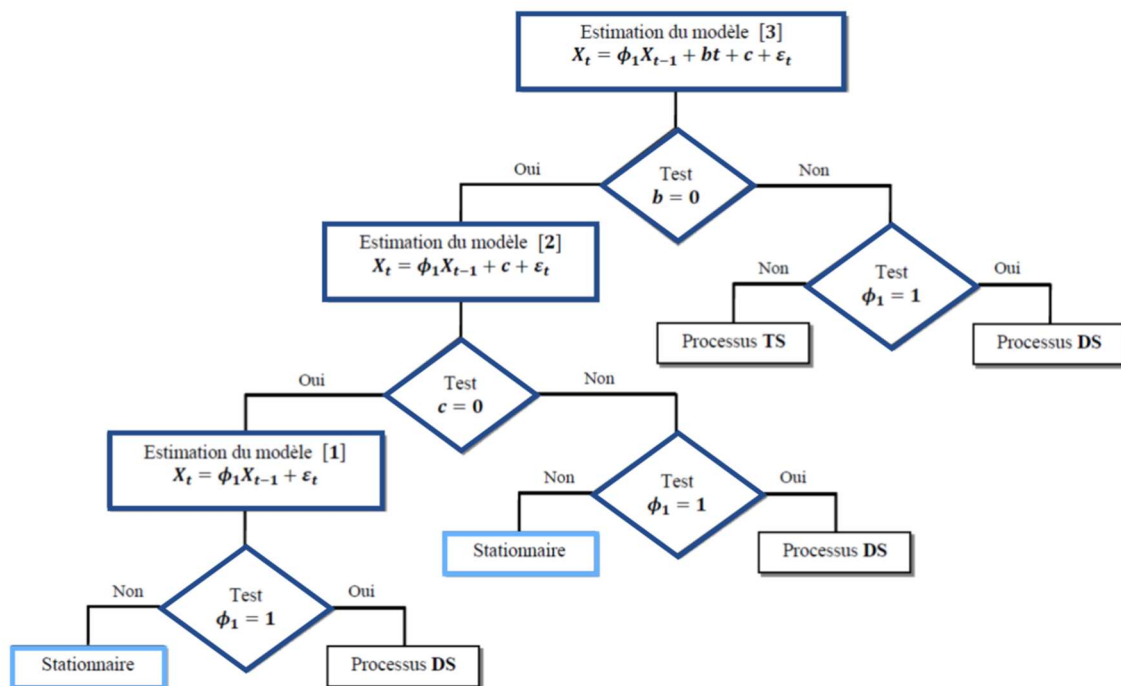 Estimation du modèle [3]
X_t = ϕ_1X_{t−1} + bt + c + ε_t
Oui
Test
b = 0
Non
Estimation du modèle [2]
X_t = ϕ_1X_{t−1} + c + ε_t
Non
Test
ϕ_1 = 1
Oui
Processus TS
Processus DS
Oui
Test
c = 0
Non
Estimation du modèle [1]
X_t = ϕ_1X_{t−1} + ε_t
Non
Test
ϕ_1 = 1
Oui
Stationnaire
Processus DS
Non
Test
ϕ_1 = 1
Oui
Stationnaire
Processus DS